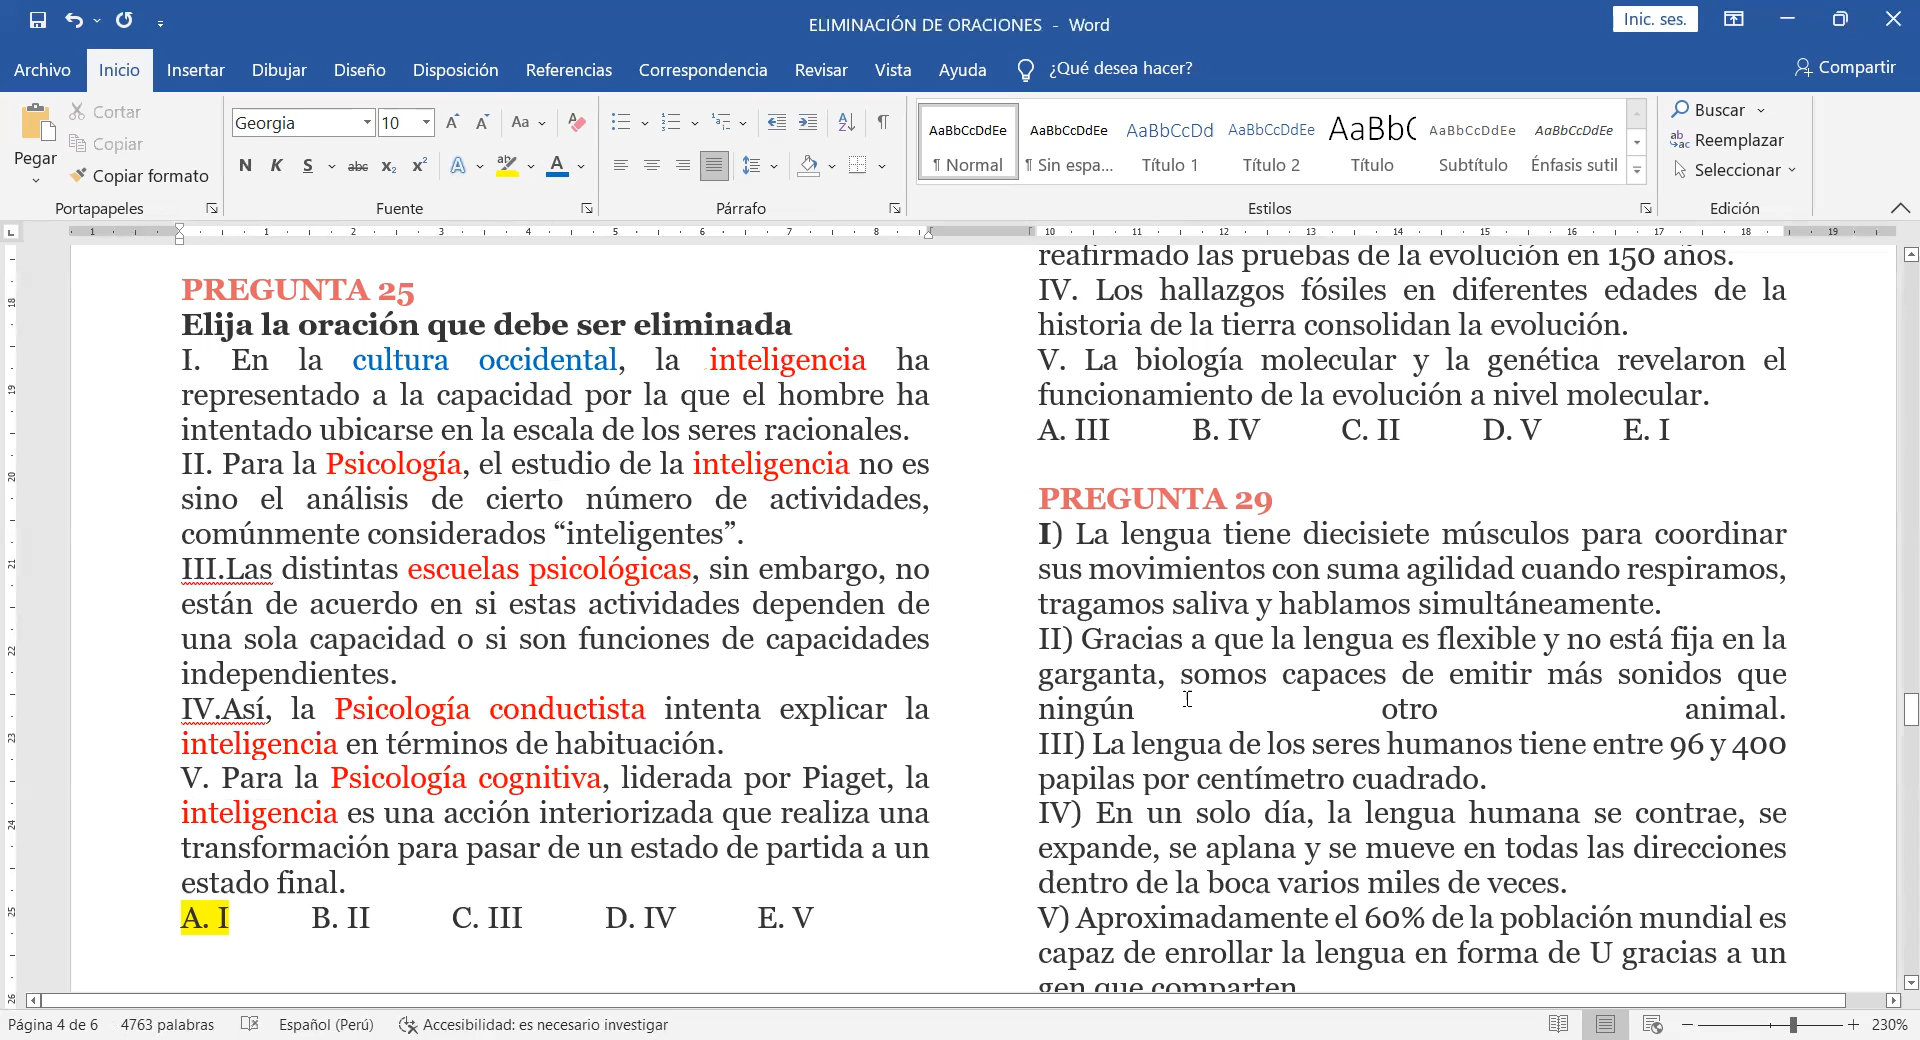 ELIMINACIÓN DE ORACIONES - Word
Inic. ses.
Archivo
Inicio
Insertar
Dibujar
Diseño
Disposición
Referencias
Correspondencia
Revisar
Vista
Ayuda
¿Qué desea hacer?
Compartir
Pegar
Cortar
Copiar
Copiar formato
Portapapeles
Georgia
10
Fuente
Párrafo
AaBbCcDdEe
¶ Normal
AaBbCcDdEe
¶ Sin espa...
AaBbCcDd
Título 1
AaBbCcDdEe
Título 2
AaBbC
Título
AaBbCcDdEe
Subtítulo
AaBbCcDdEe
Énfasis sutil
Estilos
Buscar
Reemplazar
Seleccionar
Edición
PREGUNTA 25
Elija la oración que debe ser eliminada
I. En la cultura occidental, la inteligencia ha
representado a la capacidad por la que el hombre ha
intentado ubicarse en la escala de los seres racionales.
II. Para la Psicología, el estudio de la inteligencia no es
sino el análisis de cierto número de actividades,
comúnmente considerados “inteligentes”.
III.Las distintas escuelas psicológicas, sin embargo, no
están de acuerdo en si estas actividades dependen de
una sola capacidad o si son funciones de capacidades
independientes.
IV.Así, la Psicología conductista intenta explicar la
inteligencia en términos de habituación.
V. Para la Psicología cognitiva, liderada por Piaget, la
inteligencia es una acción interiorizada que realiza una
transformación para pasar de un estado de partida a un
estado final.
A. I B. II C. III D. IV E. V
reafirmado las pruebas de la evolución en 150 años.
IV. Los hallazgos fósiles en diferentes edades de la
historia de la tierra consolidan la evolución.
V. La biología molecular y la genética revelaron el
funcionamiento de la evolución a nivel molecular.
A. III B. IV C. II D. V E. I
PREGUNTA 29
I) La lengua tiene diecisiete músculos para coordinar
sus movimientos con suma agilidad cuando respiramos,
tragamos saliva y hablamos simultáneamente.
II) Gracias a que la lengua es flexible y no está fija en la
garganta, somos capaces de emitir más sonidos que
ningún otro animal.
III) La lengua de los seres humanos tiene entre 96 y 400
papilas por centímetro cuadrado.
IV) En un solo día, la lengua humana se contrae, se
expande, se aplana y se mueve en todas las direcciones
dentro de la boca varios miles de veces.
V) Aproximadamente el 60% de la población mundial es
capaz de enrollar la lengua en forma de U gracias a un
gen que comparten
Página 4 de 6
4763 palabras
Español (Perú)
Accesibilidad: es necesario investigar
230%